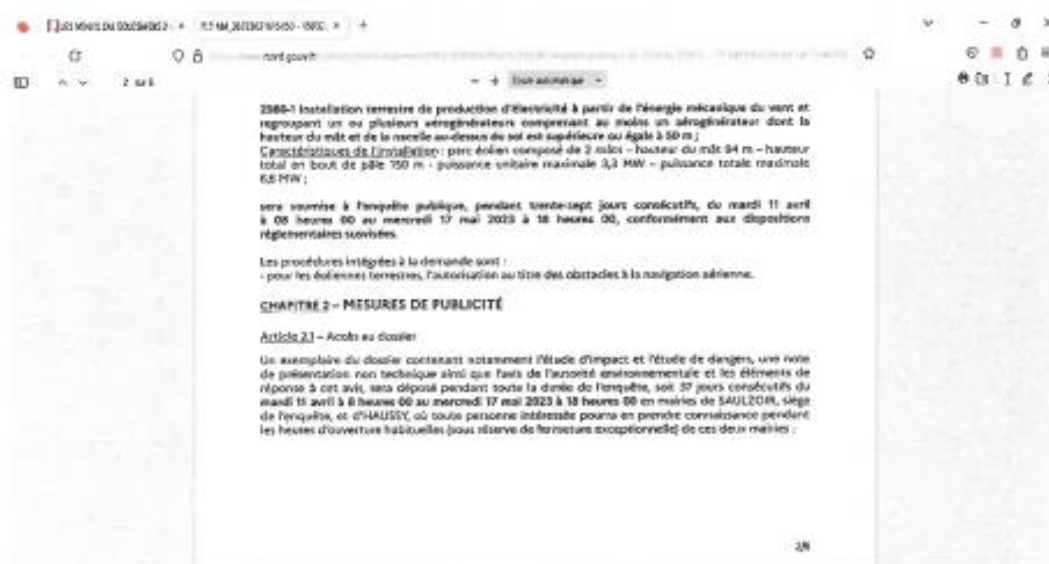 nord.gouv.fr
2 sur 6
2980-1 Installation terrestre de production d'électricité à partir de l'énergie mécanique du vent et
regroupant un ou plusieurs aérogénérateurs comprenant au moins un aérogénérateur dont la
hauteur du mât et de la nacelle au-dessus du sol est supérieure ou égale à 50 m ;
Caractéristiques de l'installation : parc éolien composé de 2 mâts – hauteur du mât 94 m – hauteur
total en bout de pâle 150 m - puissance unitaire maximale 3,3 MW – puissance totale maximale
6,6 MW ;
sera soumise à l'enquête publique, pendant trente-sept jours consécutifs, du mardi 11 avril
à 08 heures 00 au mercredi 17 mai 2023 à 18 heures 00, conformément aux dispositions
réglementaires susvisées.
Les procédures intégrées à la demande sont :
- pour les éoliennes terrestres, l'autorisation au titre des obstacles à la navigation aérienne.
CHAPITRE 2 – MESURES DE PUBLICITÉ
Article 2.1 – Accès au dossier
Un exemplaire du dossier contenant notamment l'étude d'impact et l'étude de dangers, une note
de présentation non technique ainsi que l'avis de l'autorité environnementale et les éléments de
réponse à cet avis, sera déposé pendant toute la durée de l'enquête, soit 37 jours consécutifs du
mardi 11 avril à 8 heures 00 au mercredi 17 mai 2023 à 18 heures 00 en mairies de SAULZOIR, siège
de l'enquête, et d'HAUSSY, où toute personne intéressée pourra en prendre connaissance pendant
les heures d'ouverture habituelles (sous réserve de fermeture exceptionnelle) de ces deux mairies :
2/6